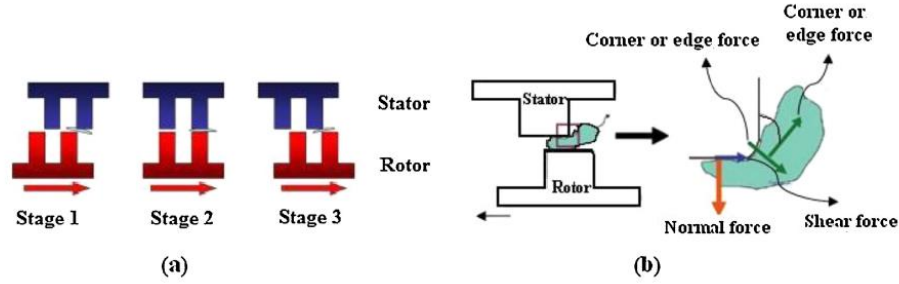 Stator
Rotor
Stage 1
Stage 2
Stage 3
(a)
Corner or edge force
Corner or
edge force
Stator
Rotor
Normal force
Shear force
(b)